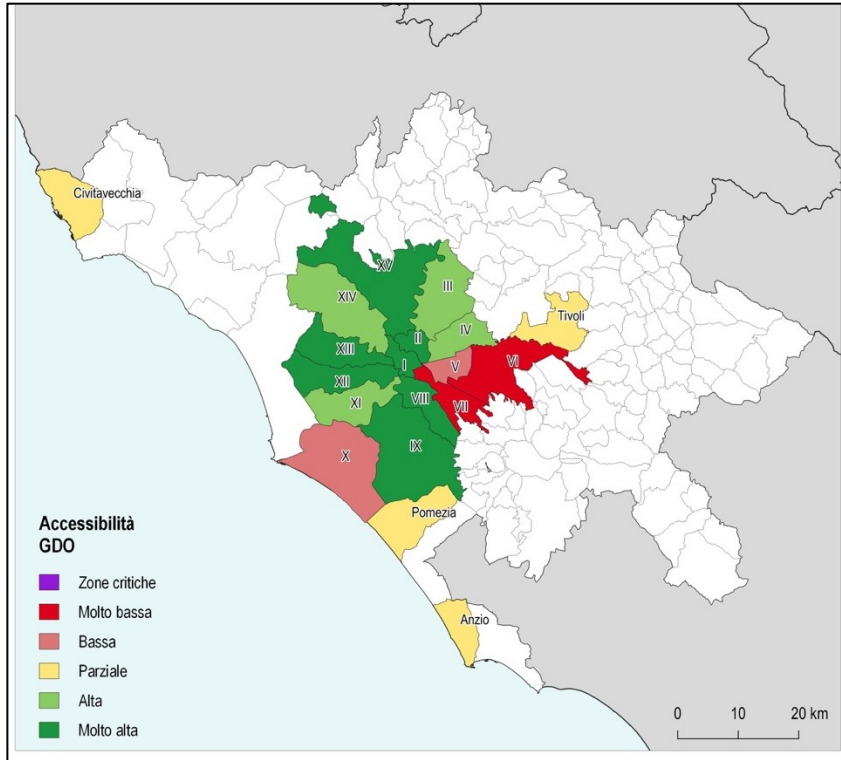 Civitavecchia
XV
III
XIV
Tivoli
II
IV
XIII
I
V
VI
XII
VIII
XI
VII
IX
X
Pomezia
Anzio
Accessibilità
GDO
Zone critiche
Molto bassa
Bassa
Parziale
Alta
Molto alta
0 10 20 km